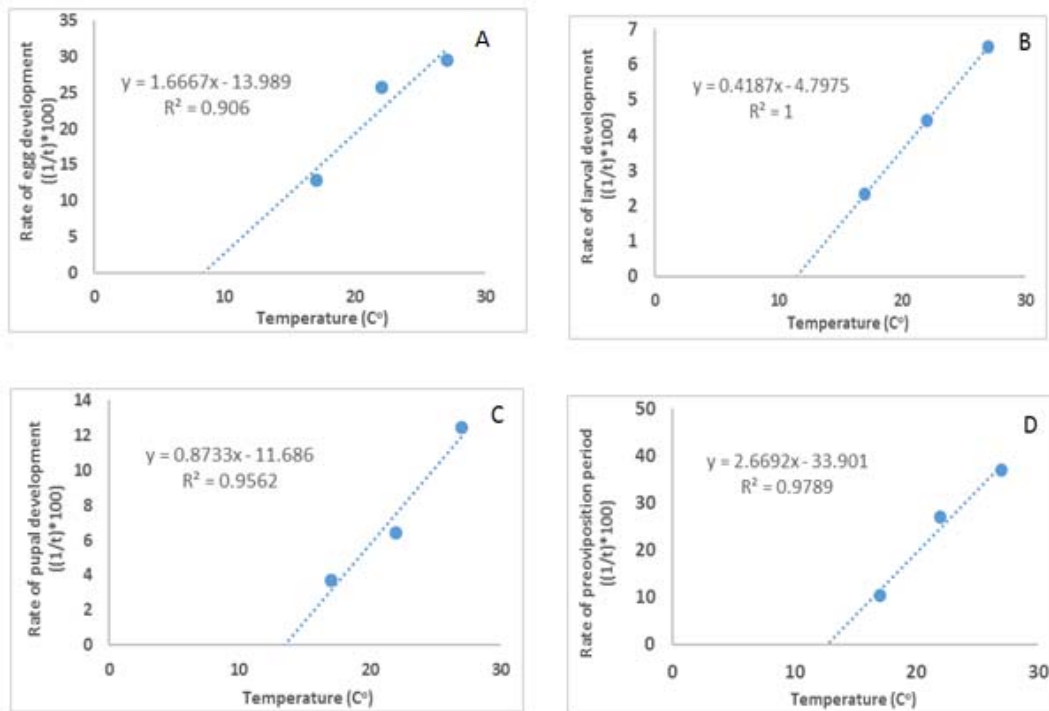 A
Rate of egg development
((1/t)*100)
35
30
25
20
15
10
5
0
y = 1.6667x - 13.989
R² = 0.906
0 10 20 30
Temperature (Cº)
B
Rate of larval development
((1/t)*100)
7
6
5
4
3
2
1
0
y = 0.4187x - 4.7975
R² = 1
0 10 20 30
Temperature (Cº)
C
Rate of pupal development
((1/t)*100)
14
12
10
8
6
4
2
0
y = 0.8733x - 11.686
R² = 0.9562
0 10 20 30
Temperature (Cº)
D
Rate of preoviposition period
((1/t)*100)
50
40
30
20
10
0
y = 2.6692x - 33.901
R² = 0.9789
0 10 20 30
Temperature (Cº)